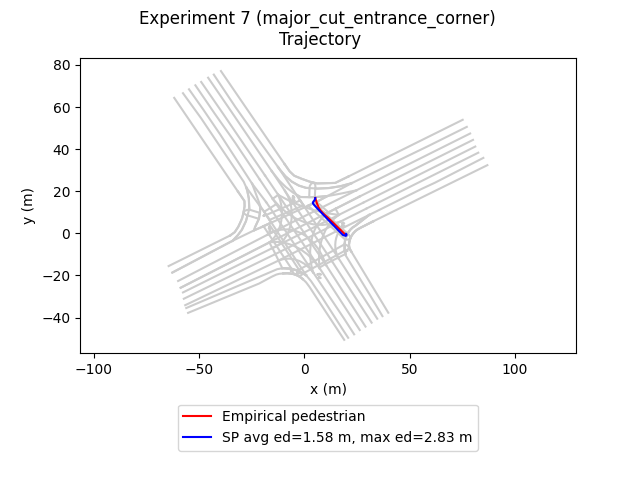 Experiment 7 (major_cut_entrance_corner)
Trajectory
80
60
40
20
0
−20
−40
y (m)
−100
−50
0
50
100
x (m)
Empirical pedestrian
SP avg ed=1.58 m, max ed=2.83 m